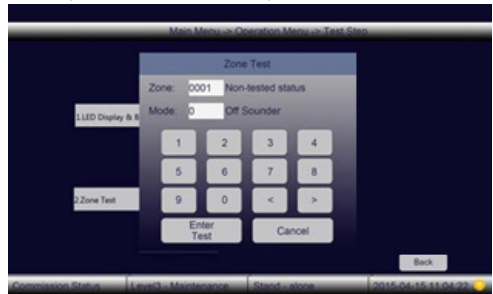 Main Menu -> Operation Menu -> Test Step
Zone Test
Zone: 0001 Non-tested status
Mode: 0 Off Sounder
1.LED Display & B
1 2 3 4
5 6 7 8
2.Zone Test
9 0 < >
Enter Test
Cancel
Back
Commission Status Level3 - Maintenance Stand - alone 2015-04-15 11:04:22